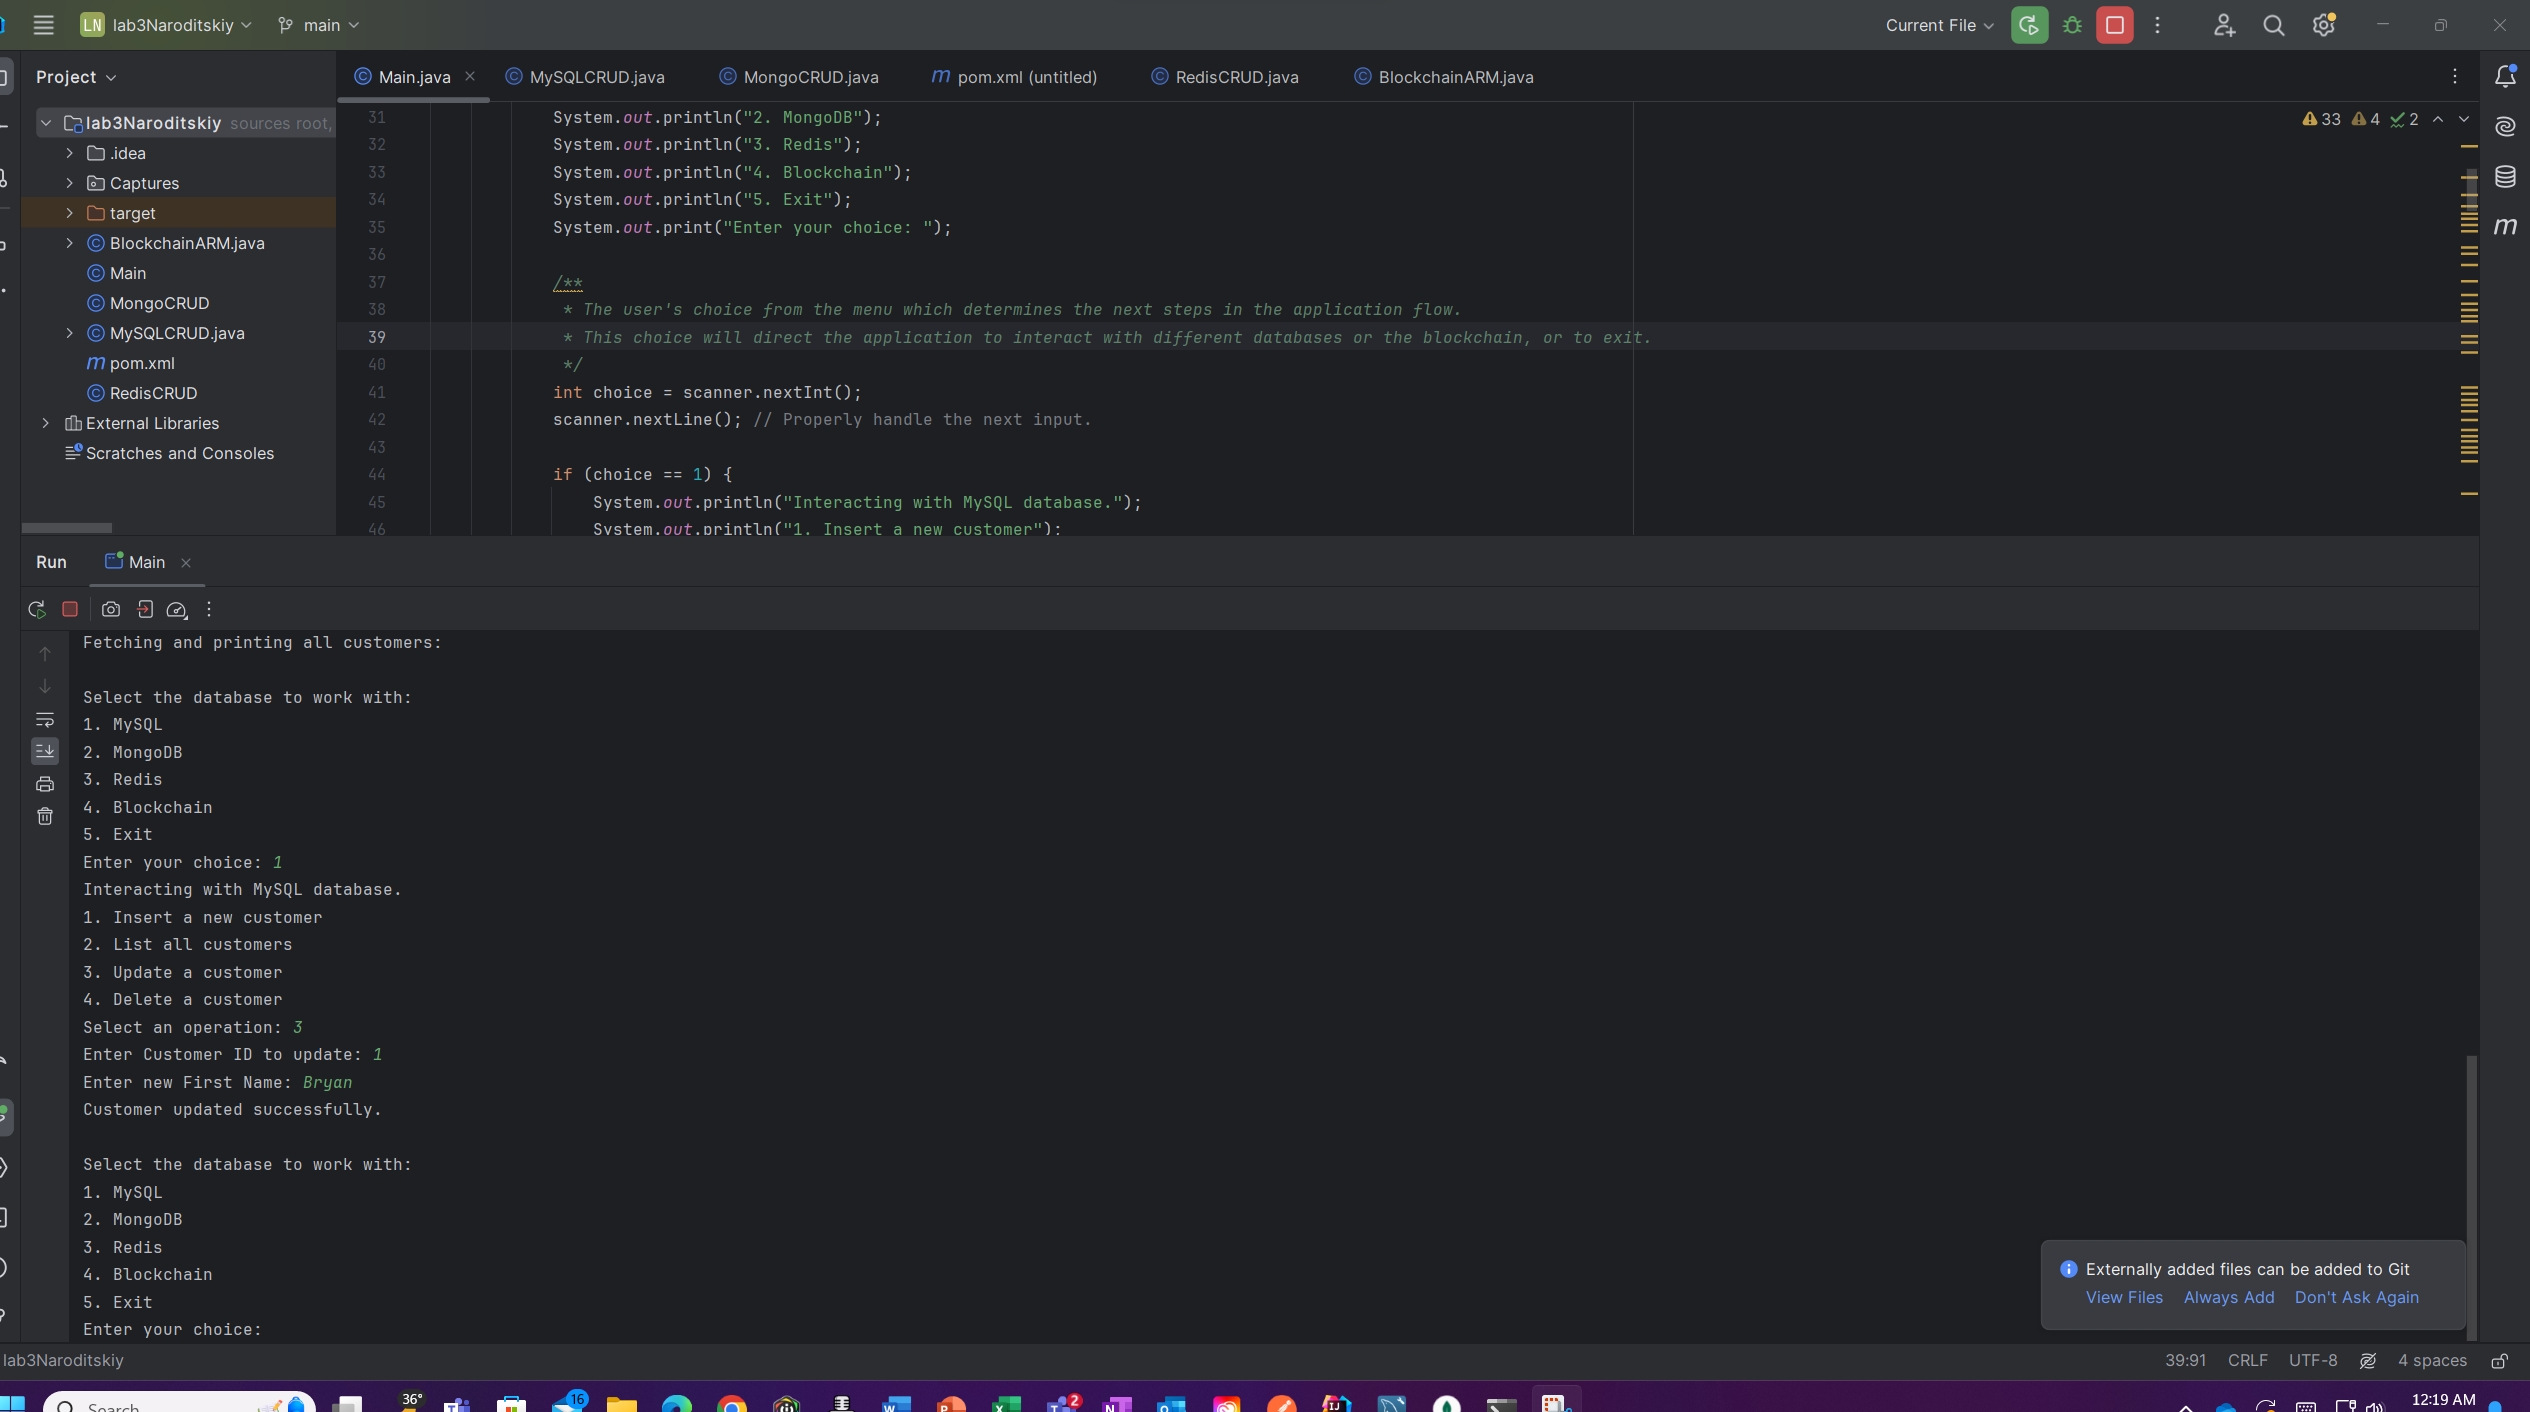 LN lab3Naroditskiy main Current File
Project
Main.java MySQLCRUD.java MongoCRUD.java m pom.xml (untitled) RedisCRUD.java BlockchainARM.java
lab3Naroditskiy sources root,
.idea
Captures
target
BlockchainARM.java
Main
MongoCRUD
MySQLCRUD.java
m pom.xml
RedisCRUD
External Libraries
Scratches and Consoles
33 4 2
31 System.out.println("2. MongoDB");
32 System.out.println("3. Redis");
33 System.out.println("4. Blockchain");
34 System.out.println("5. Exit");
35 System.out.print("Enter your choice: ");
36
37 /**
38 * The user's choice from the menu which determines the next steps in the application flow.
39 * This choice will direct the application to interact with different databases or the blockchain, or to exit.
40 */
41 int choice = scanner.nextInt();
42 scanner.nextLine(); // Properly handle the next input.
43
44 if (choice == 1) {
45 System.out.println("Interacting with MySQL database.");
46 System.out.println("1. Insert a new customer");
m
Run Main
Fetching and printing all customers:
Select the database to work with:
1. MySQL
2. MongoDB
3. Redis
4. Blockchain
5. Exit
Enter your choice: 1
Interacting with MySQL database.
1. Insert a new customer
2. List all customers
3. Update a customer
4. Delete a customer
Select an operation: 3
Enter Customer ID to update: 1
Enter new First Name: Bryan
Customer updated successfully.
Select the database to work with:
1. MySQL
2. MongoDB
3. Redis
4. Blockchain
5. Exit
Enter your choice:
Externally added files can be added to Git
View Files Always Add Don't Ask Again
lab3Naroditskiy 39:91 CRLF UTF-8 4 spaces
Search 36° 16 2 12:19 AM